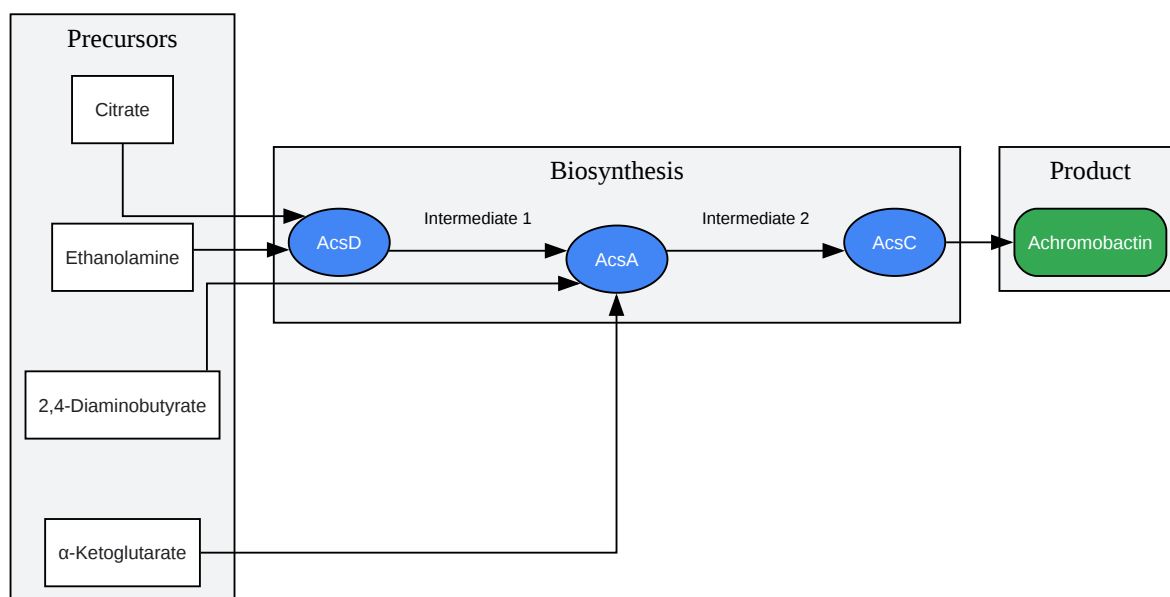 Precursors
Citrate
Ethanolamine
2,4-Diaminobutyrate
α-Ketoglutarate
Biosynthesis
AcsD
Intermediate 1
AcsA
Intermediate 2
AcsC
Product
Achromobactin